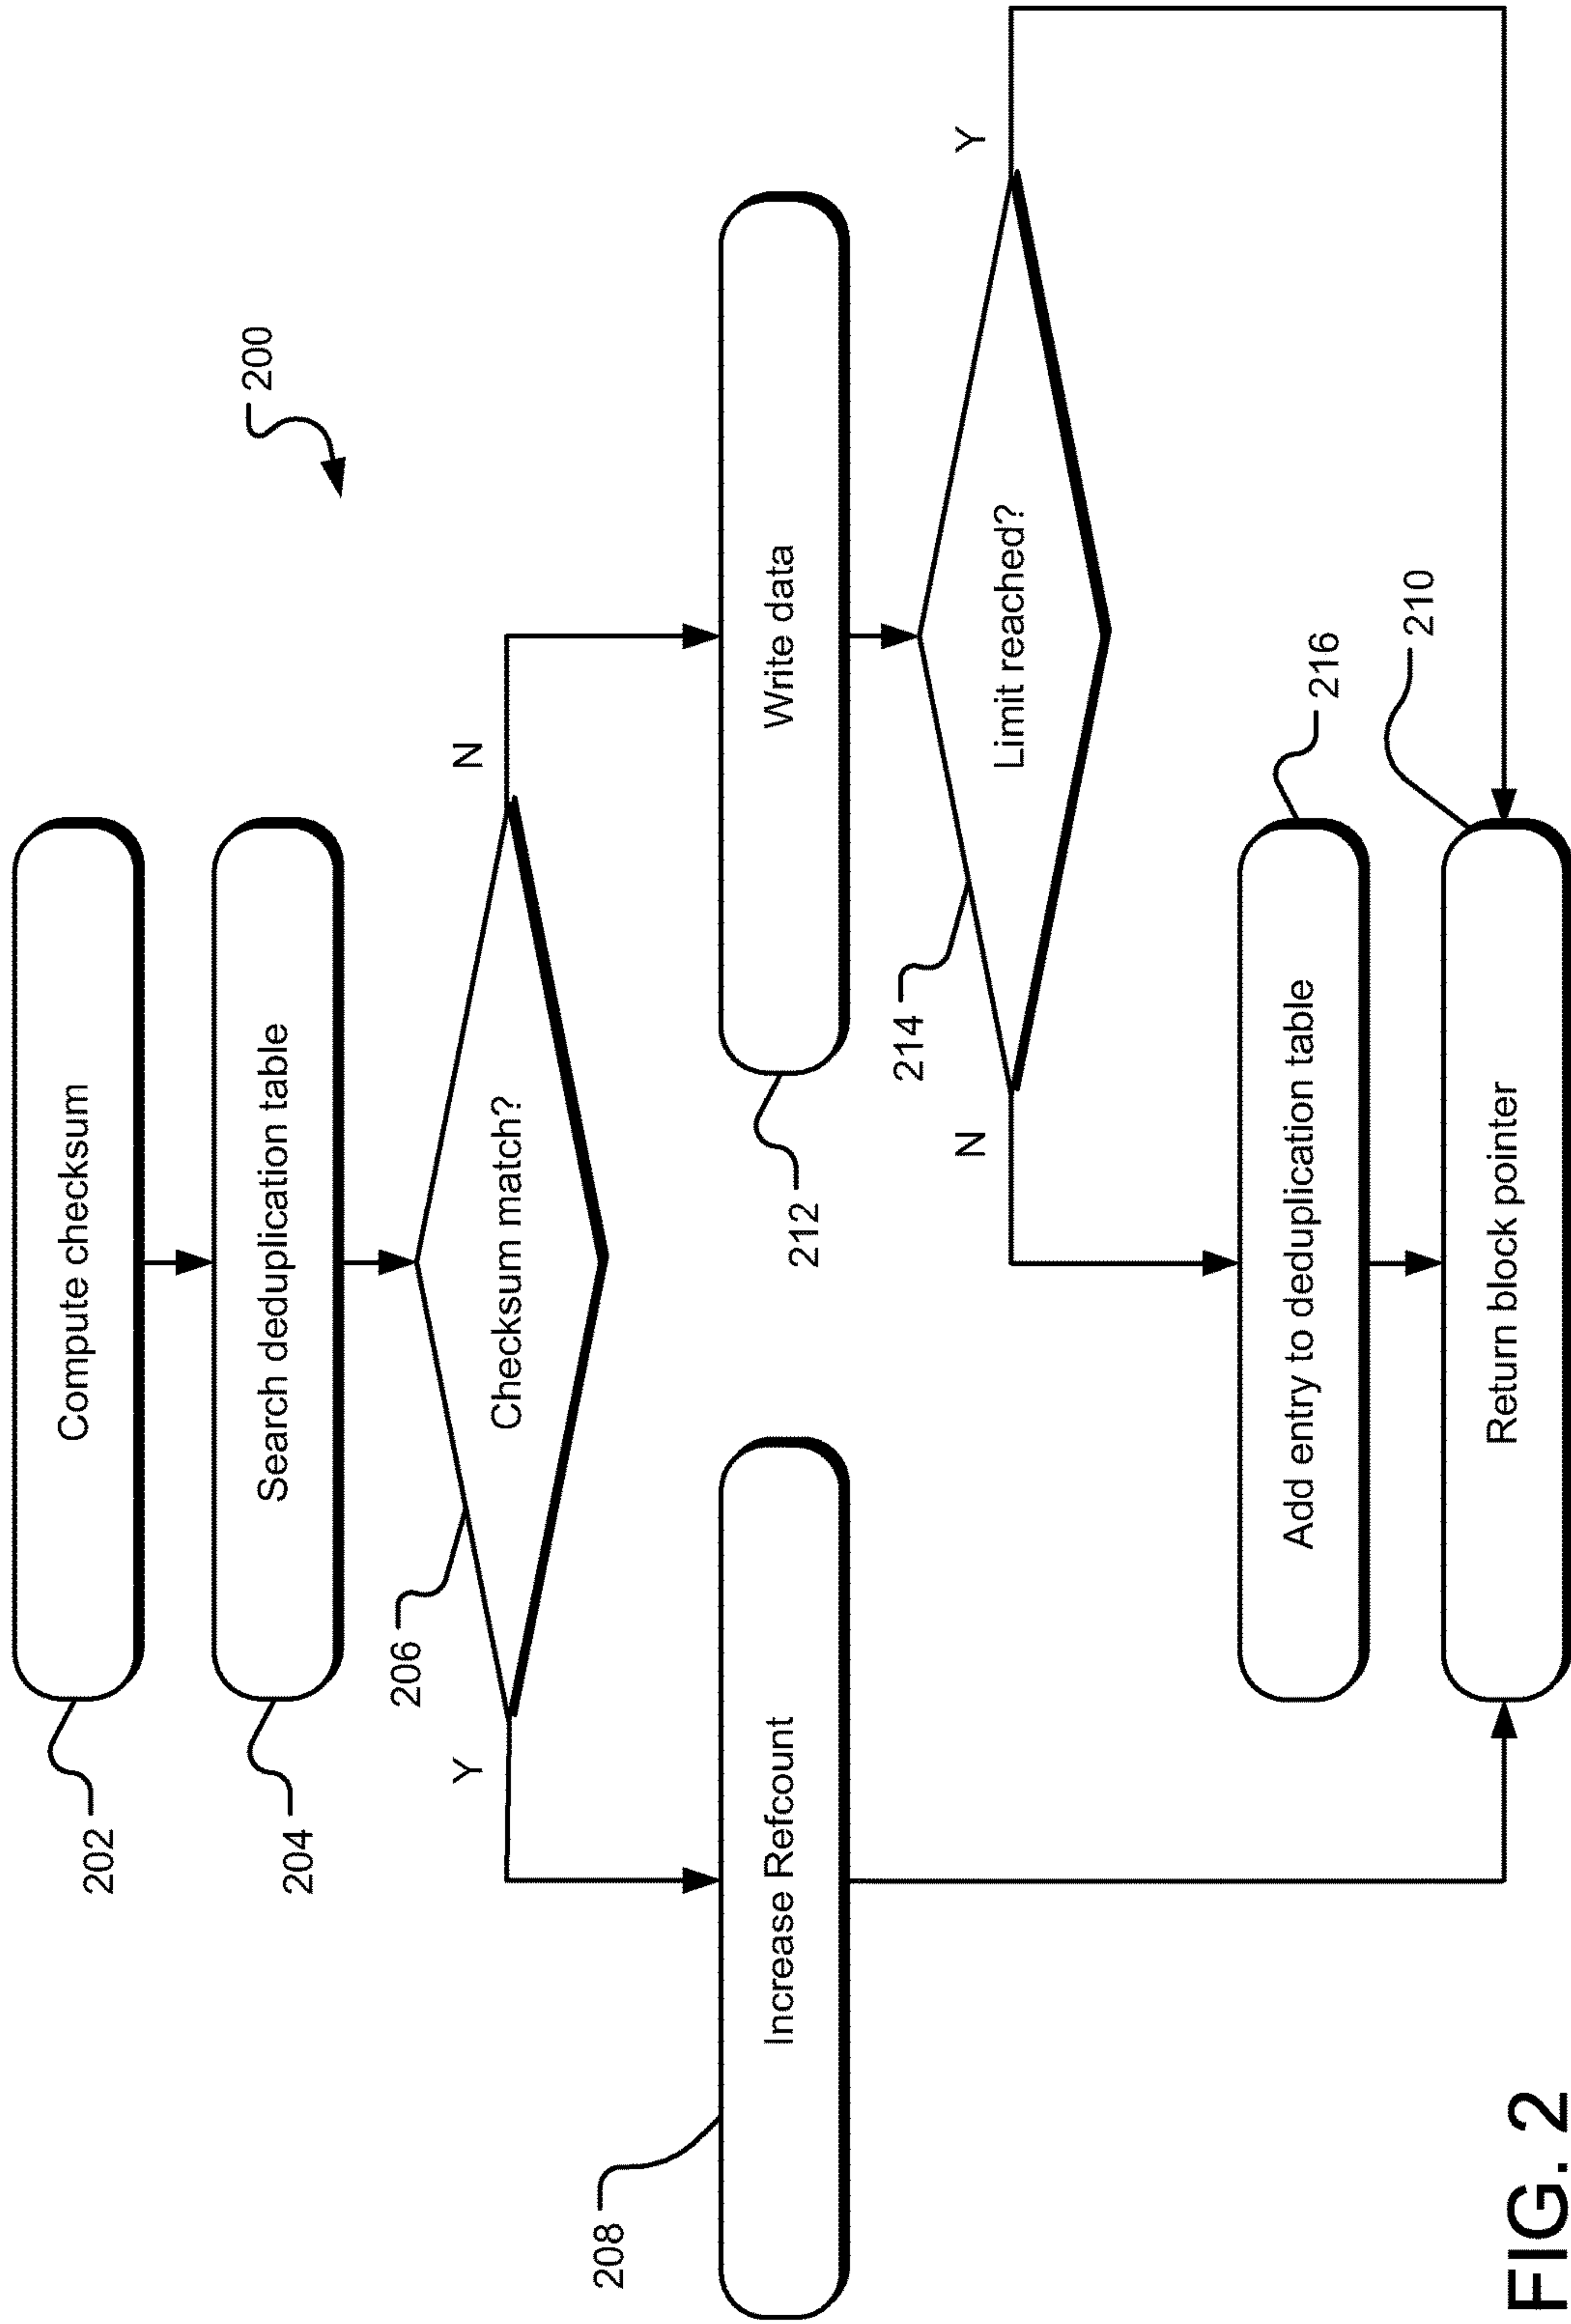 200
202
Compute checksum
204
Search deduplication table
206
Checksum match?
Y
N
208
Increase Refcount
212
Write data
214
Limit reached?
N
Y
216
Add entry to deduplication table
210
Return block pointer
FIG. 2